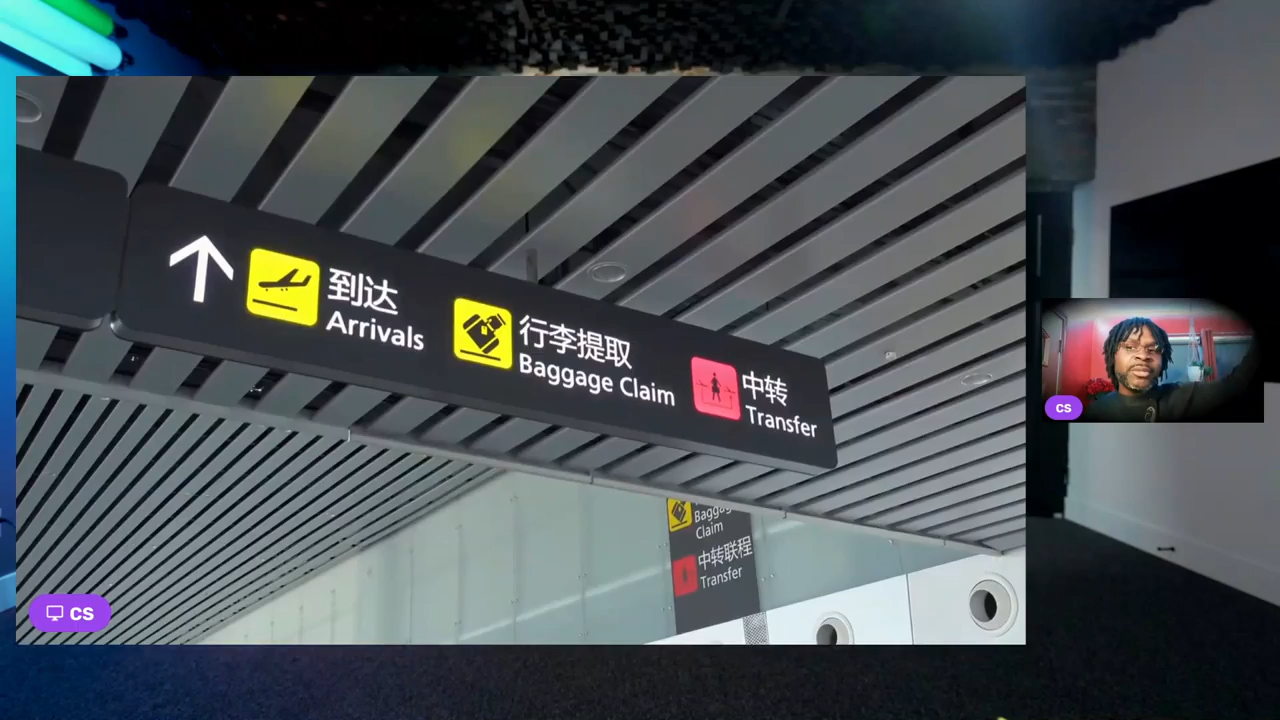 到达
Arrivals
行李提取
Baggage Claim
中转
Transfer
Baggage
Claim
中转联程
Transfer
CS
CS